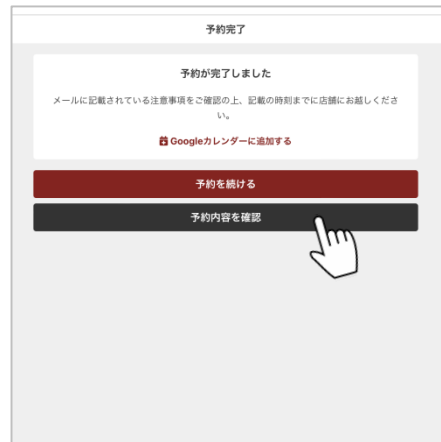 予約完了
予約が完了しました
メールに記載されている注意事項をご確認の上、記載の時刻までに店舗にお越しくださ
い。
Googleカレンダーに追加する
予約を続ける
予約内容を確認